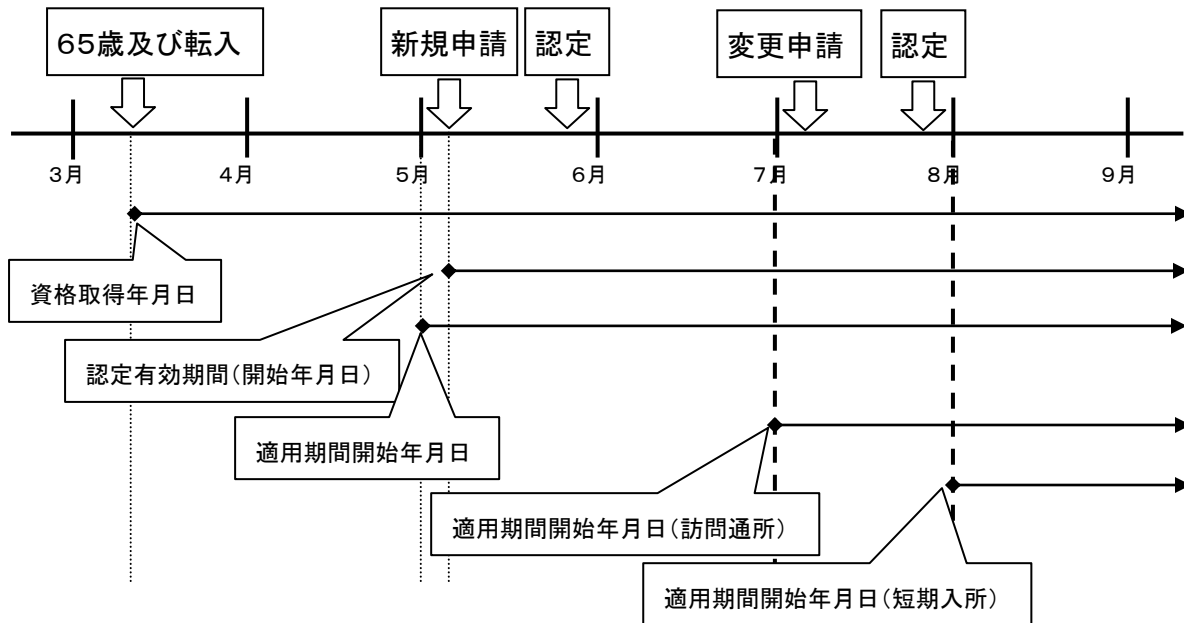 65歳及び転入
新規申請
認定
変更申請
認定
3月
4月
5月
6月
7月
8月
9月
資格取得年月日
認定有効期間(開始年月日)
適用期間開始年月日
適用期間開始年月日(訪問通所)
適用期間開始年月日(短期入所)